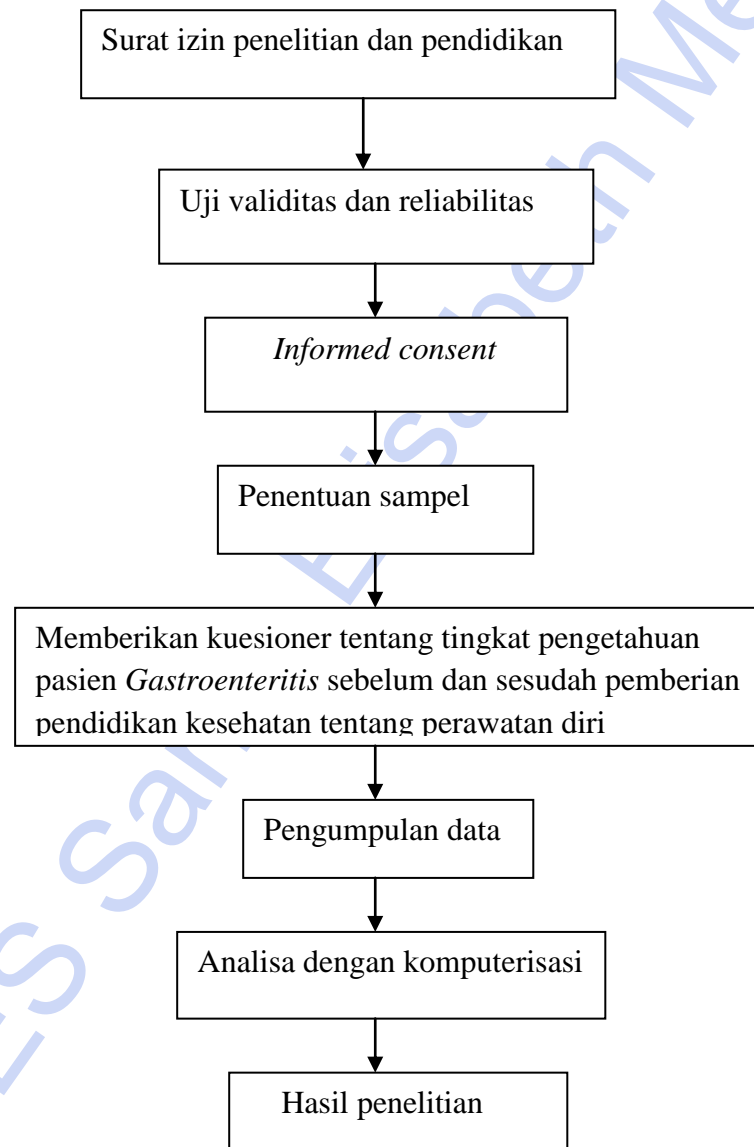 Surat izin penelitian dan pendidikan
Uji validitas dan reliabilitas
Informed consent
Penentuan sampel
Memberikan kuesioner tentang tingkat pengetahuan
pasien Gastroenteritis sebelum dan sesudah pemberian
pendidikan kesehatan tentang perawatan diri
Pengumpulan data
Analisa dengan komputerisasi
Hasil penelitian